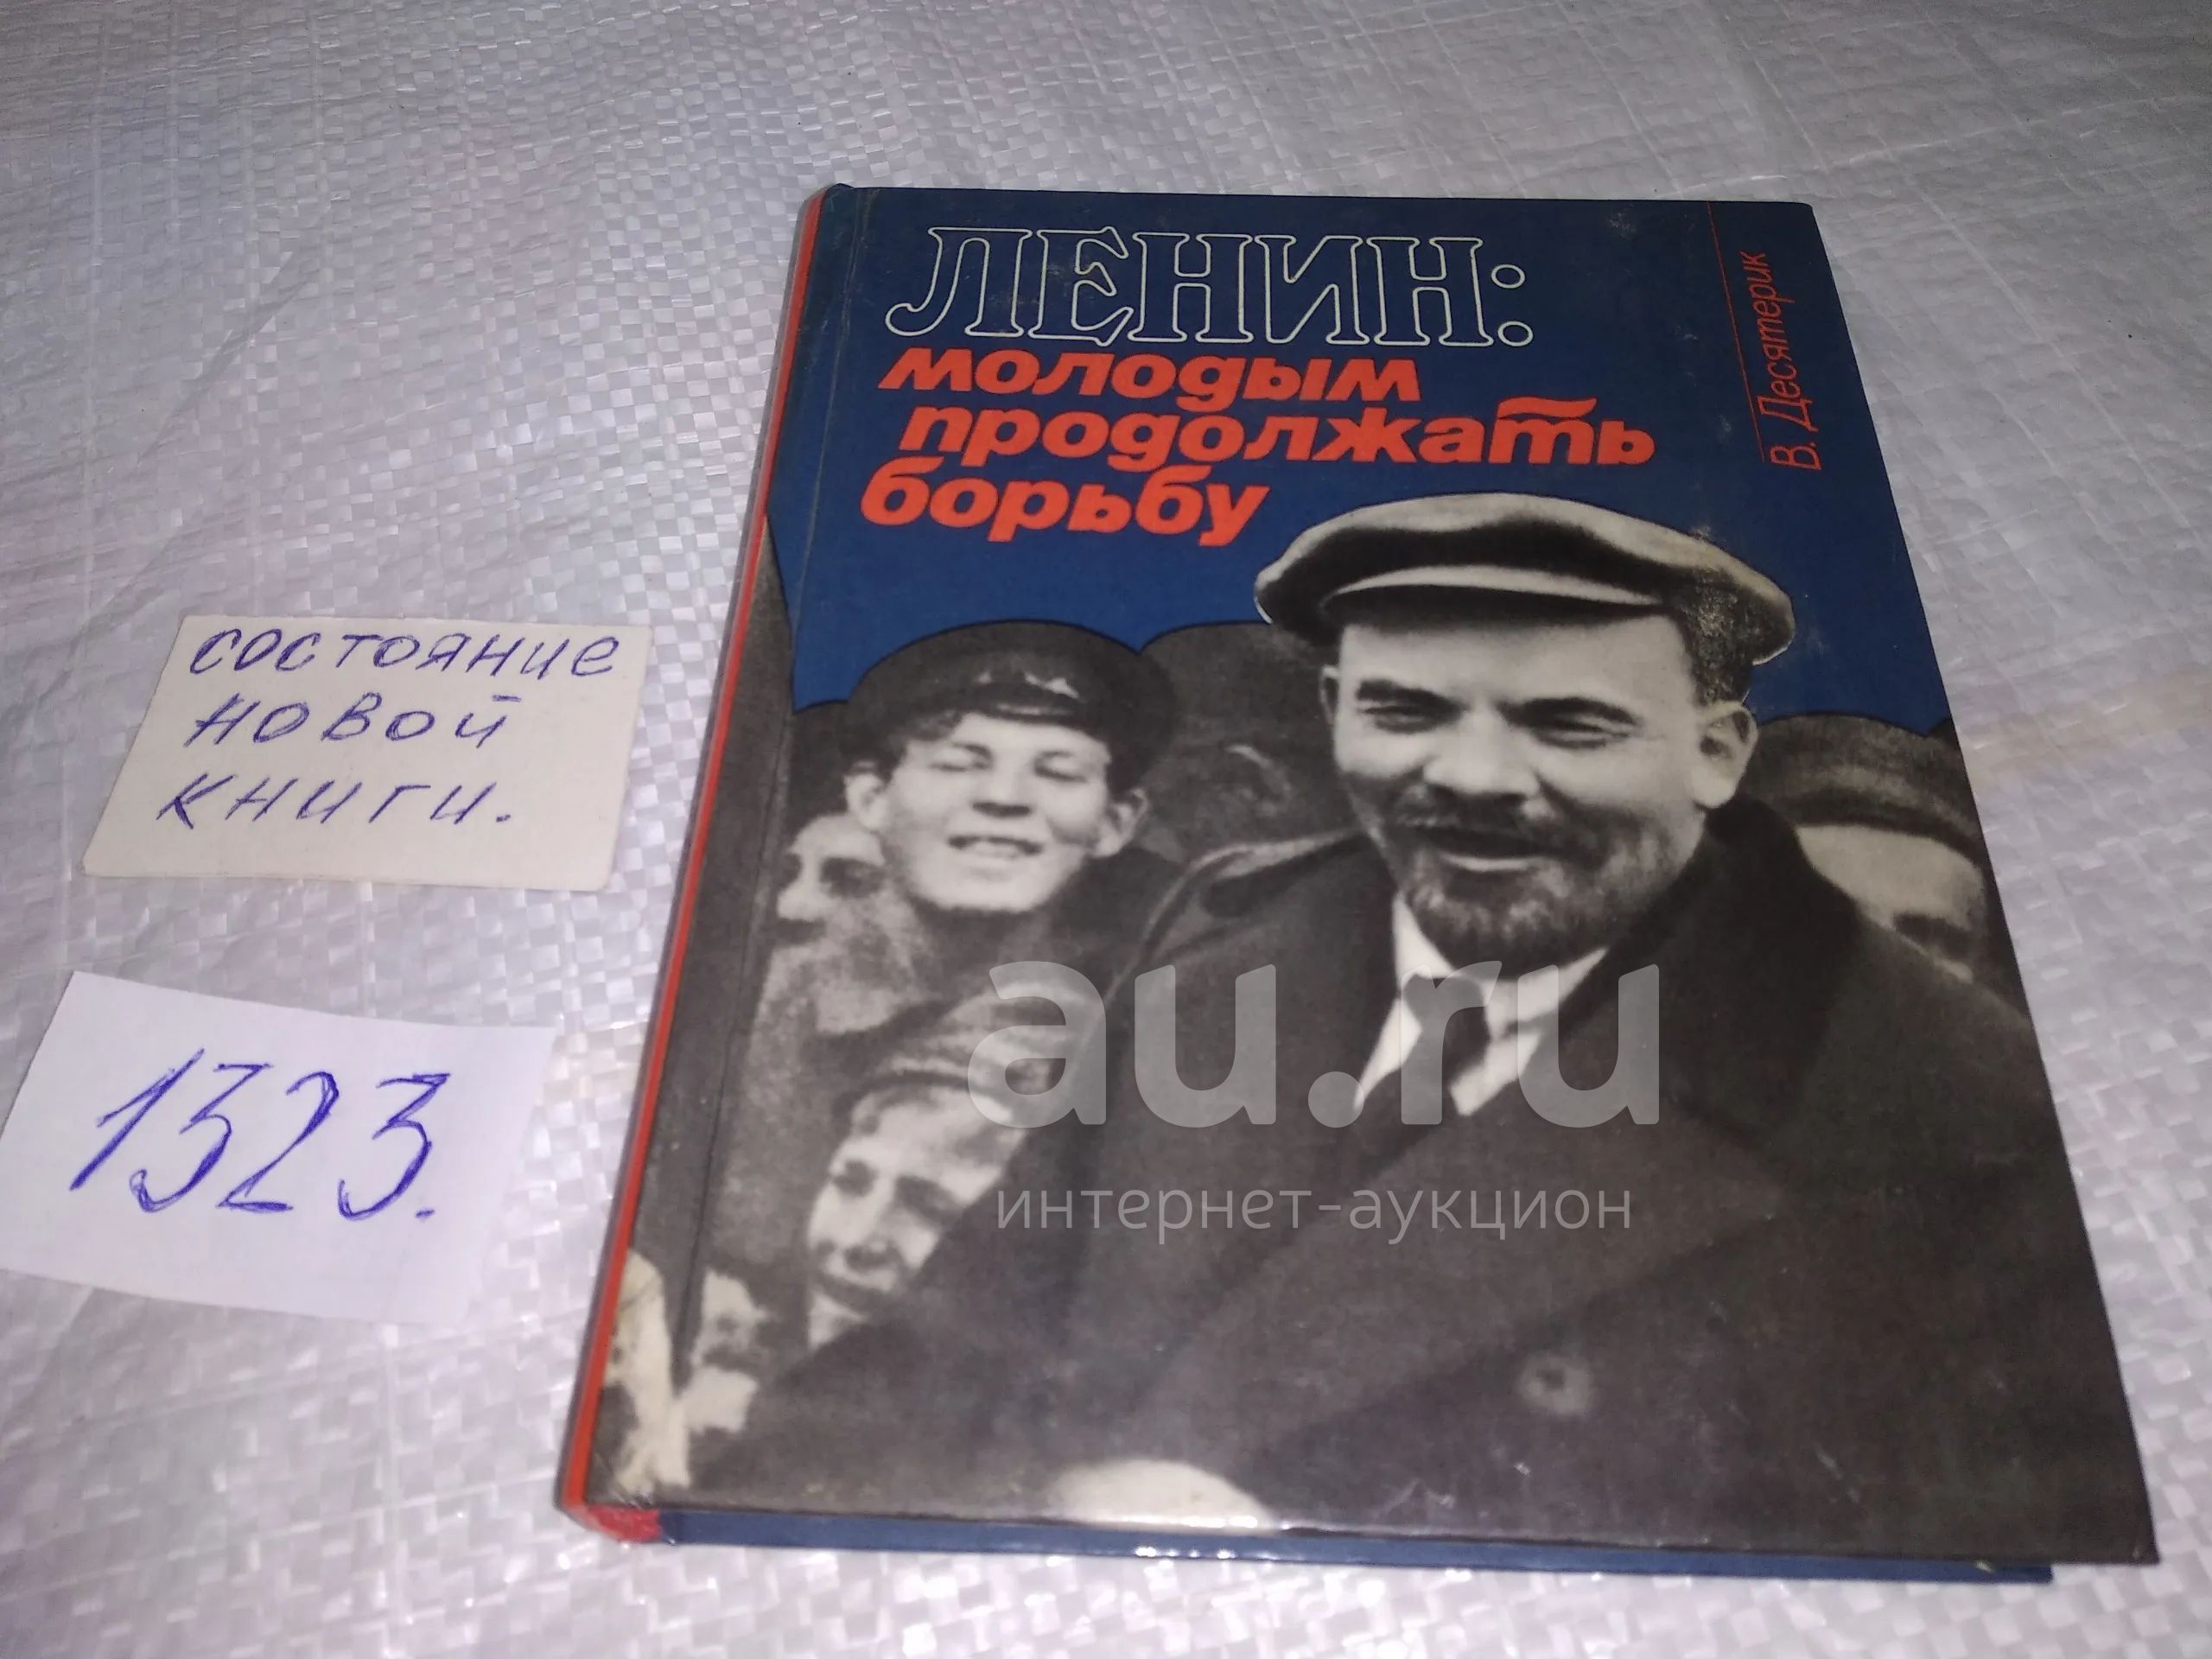 ЛЕНИН:
молодым
продолжать
борьбу
В. Десятерик
состояние
новой
книги.
1323.
au.ru
интернет-аукцион